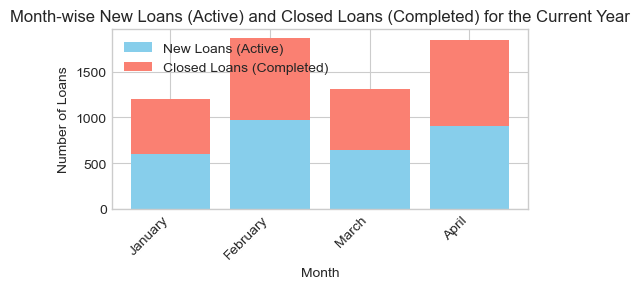 Month-wise New Loans (Active) and Closed Loans (Completed) for the Current Year
New Loans (Active)
Closed Loans (Completed)
Number of Loans
1500
1000
500
0
January
February
March
April
Month